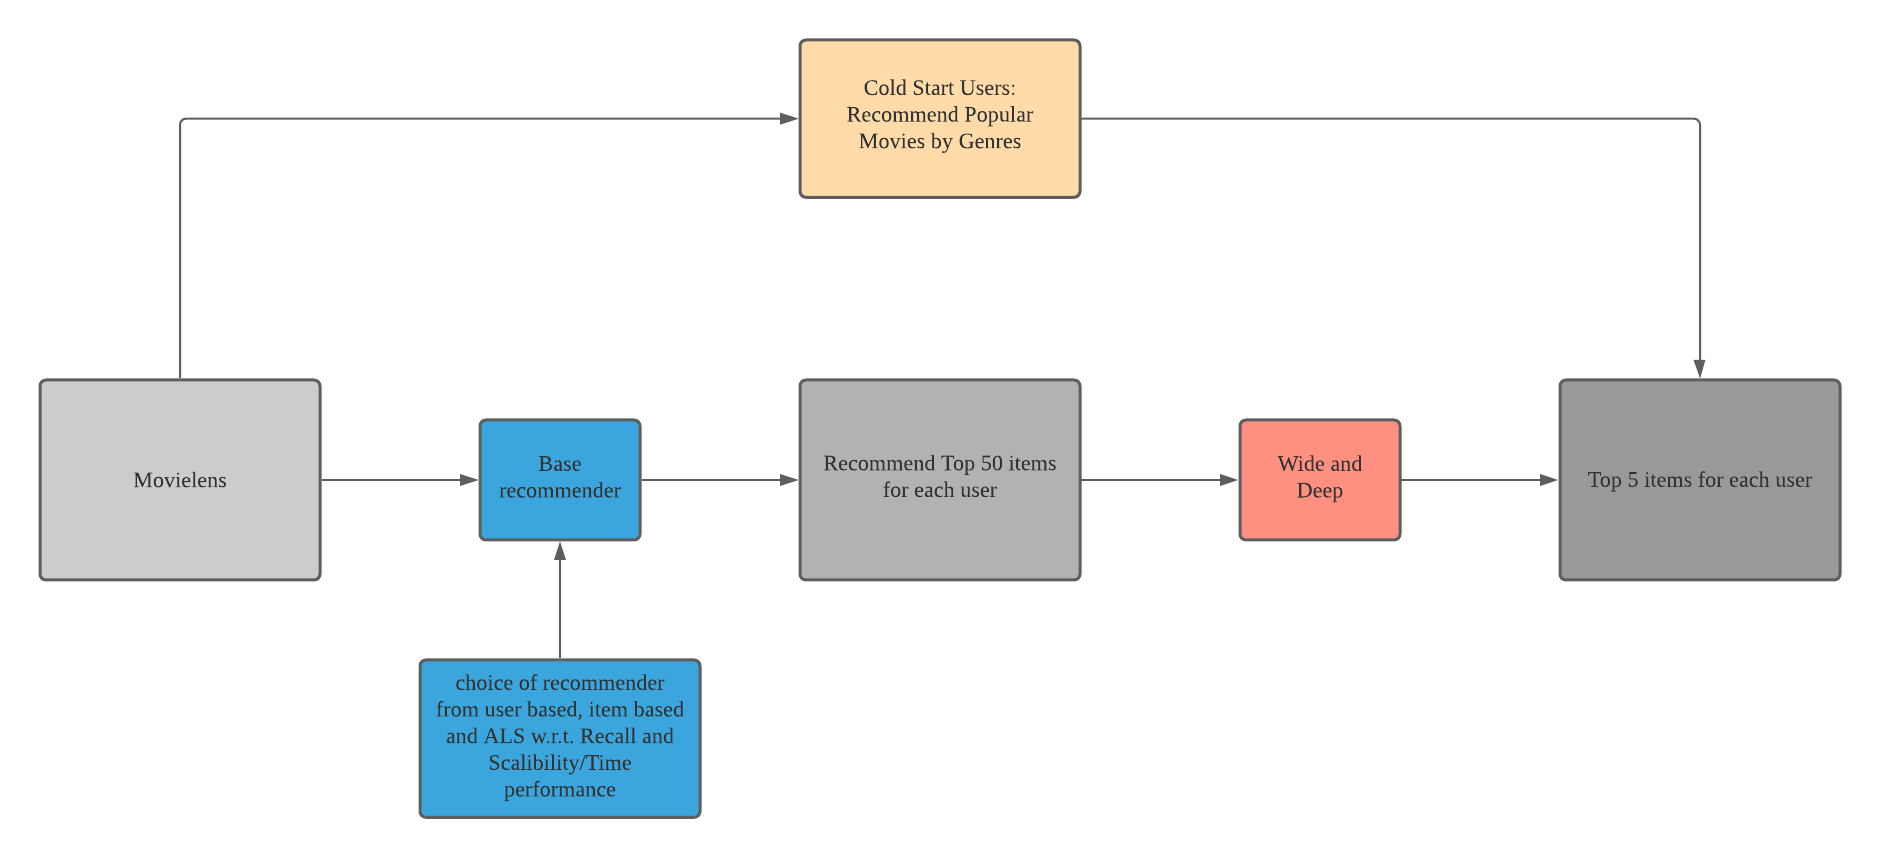 Cold Start Users:
Recommend Popular
Movies by Genres
Movielens
Base
recommender
Recommend Top 50 items
for each user
Wide and
Deep
Top 5 items for each user
choice of recommender
from user based, item based
and ALS w.r.t. Recall and
Scalibility/Time
performance